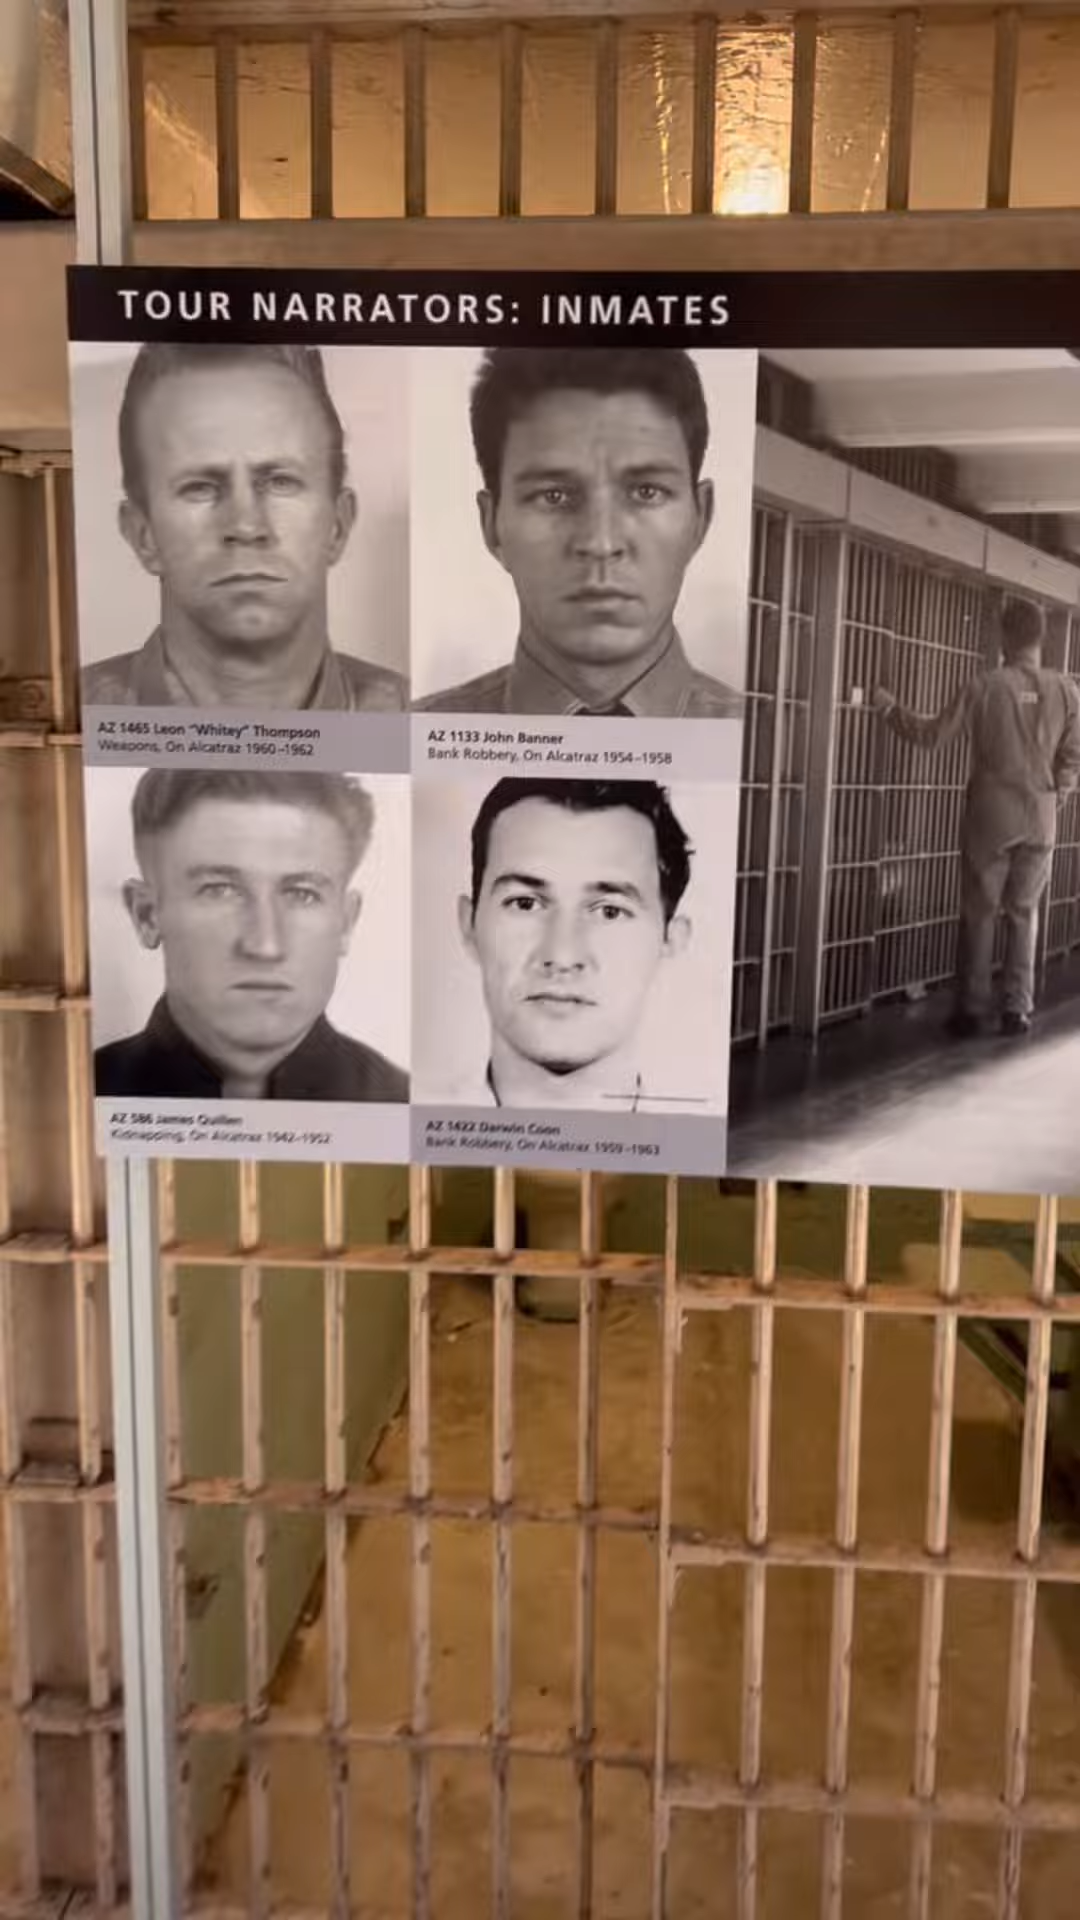 TOUR NARRATORS: INMATES
AZ 1465 Leon "Whitey" Thompson
Weapons, On Alcatraz 1960–1962
AZ 1133 John Banner
Bank Robbery, On Alcatraz 1954–1958
AZ 586 James Quillen
Kidnapping, On Alcatraz 1942–1952
AZ 1422 Darwin Coon
Bank Robbery, On Alcatraz 1959–1963